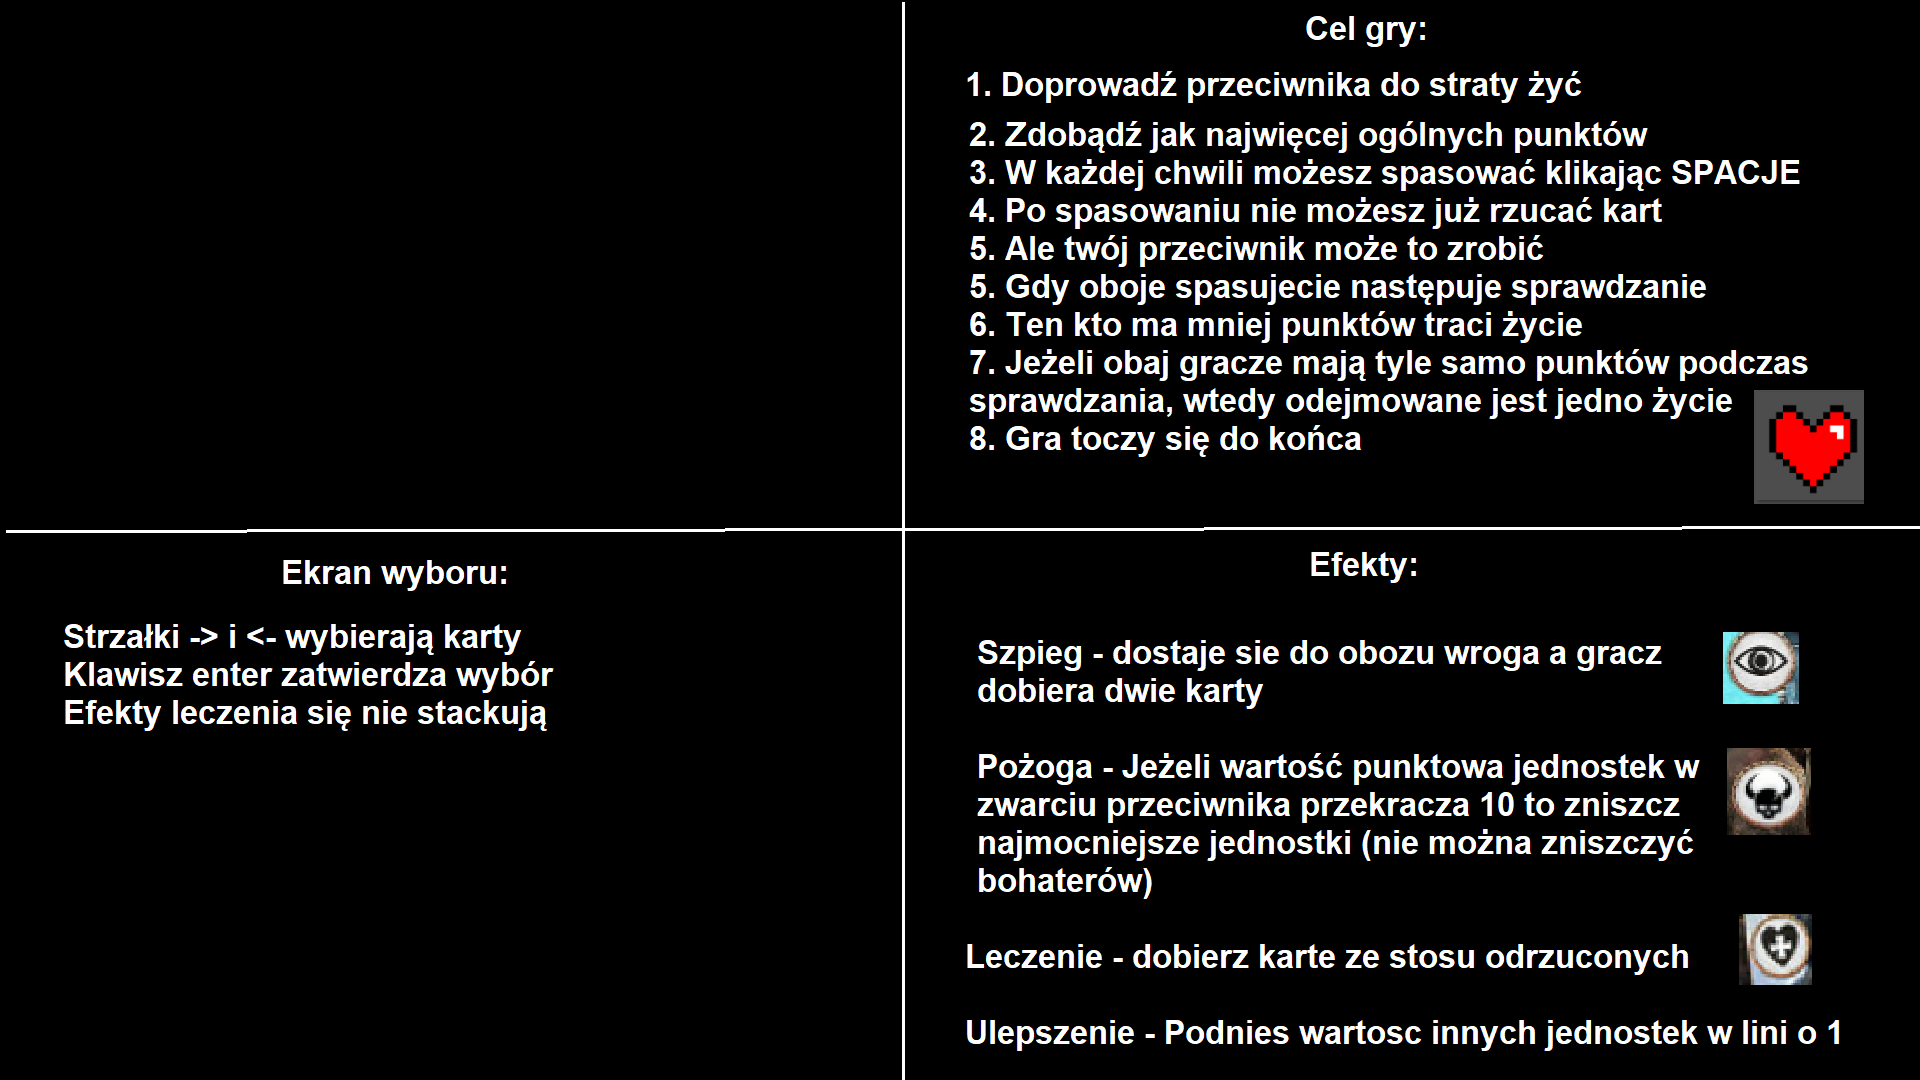 Cel gry:
1. Doprowadź przeciwnika do straty żyć
2. Zdobądź jak najwięcej ogólnych punktów
3. W każdej chwili możesz spasować klikając SPACJE
4. Po spasowaniu nie możesz już rzucać kart
5. Ale twój przeciwnik może to zrobić
5. Gdy oboje spasujecie następuje sprawdzanie
6. Ten kto ma mniej punktów traci życie
7. Jeżeli obaj gracze mają tyle samo punktów podczas
sprawdzania, wtedy odejmowane jest jedno życie
8. Gra toczy się do końca
Ekran wyboru:
Strzałki -> i <- wybierają karty
Klawisz enter zatwierdza wybór
Efekty leczenia się nie stackują
Efekty:
Szpieg - dostaje sie do obozu wroga a gracz
dobiera dwie karty
Pożoga - Jeżeli wartość punktowa jednostek w
zwarciu przeciwnika przekracza 10 to zniszcz
najmocniejsze jednostki (nie można zniszczyć
bohaterów)
Leczenie - dobierz karte ze stosu odrzuconych
Ulepszenie - Podnies wartosc innych jednostek w lini o 1